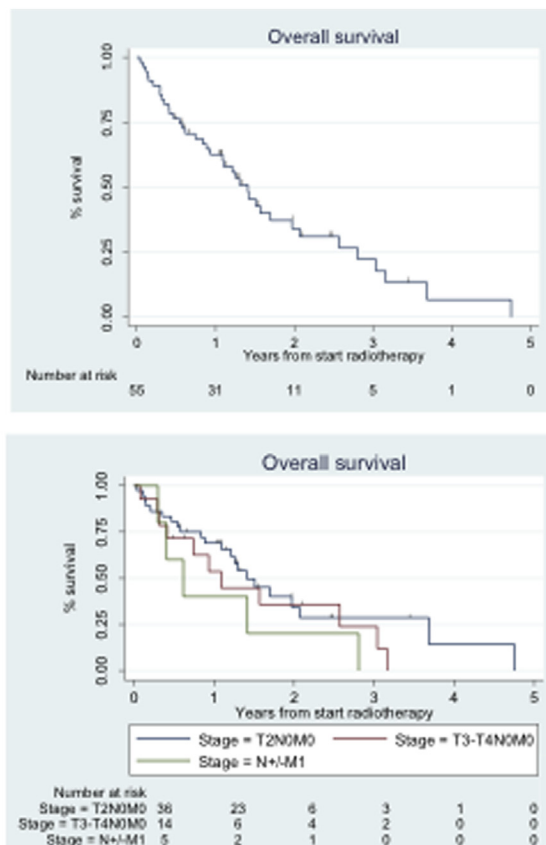 Overall survival
1.00
0.75
0.50
0.25
0.00
% survival
0 1 2 3 4 5
Years from start radiotherapy
Number at risk
55 31 11 5 1 0
Overall survival
1.00
0.75
0.50
0.25
0.00
% survival
0 1 2 3 4 5
Years from start radiotherapy
Stage = T2N0M0 Stage = T3-T4N0M0
Stage = N+/-M1
Number at risk
Stage = T2N0M0 36 23 6 3 1 0
Stage = T3-T4N0M0 14 6 4 2 0 0
Stage = N+/-M1 5 2 1 0 0 0